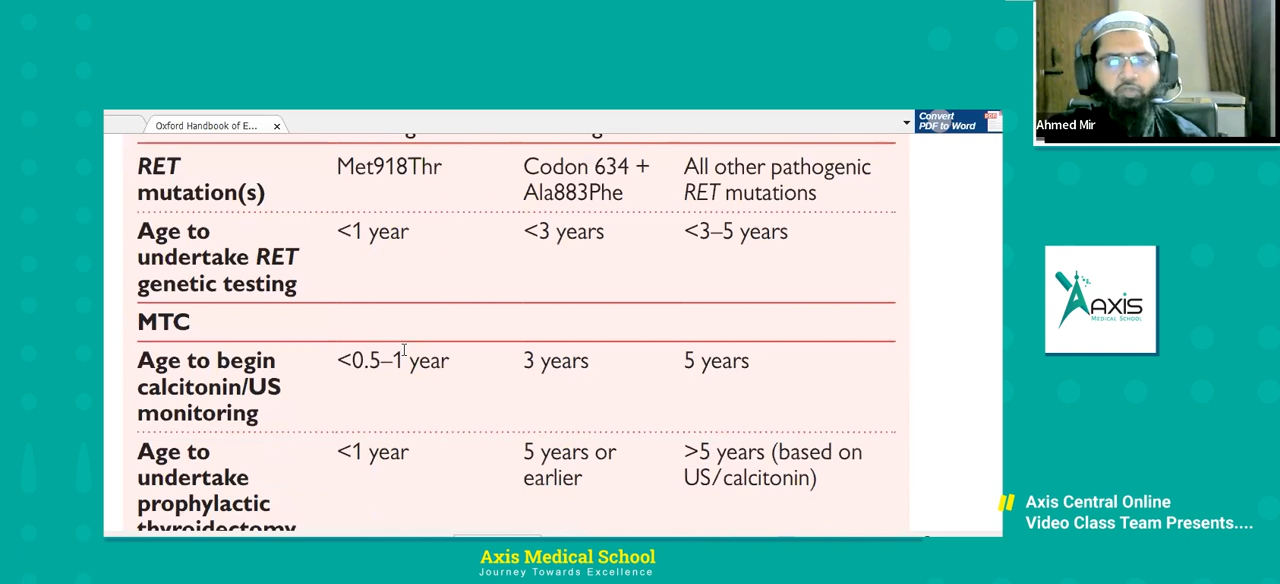 Ahmed Mir
Oxford Handbook of E...
Convert
PDF to Word
PDF
RET
mutation(s)
Met918Thr
Codon 634 +
Ala883Phe
All other pathogenic
RET mutations
Age to
undertake RET
genetic testing
<1 year
<3 years
<3–5 years
MTC
Age to begin
calcitonin/US
monitoring
<0.5–1 year
3 years
5 years
Age to
undertake
prophylactic
thyroidectomy
<1 year
5 years or
earlier
>5 years (based on
US/calcitonin)
AXIS
MEDICAL SCHOOL
Axis Central Online
Video Class Team Presents....
Axis Medical School
Journey Towards Excellence